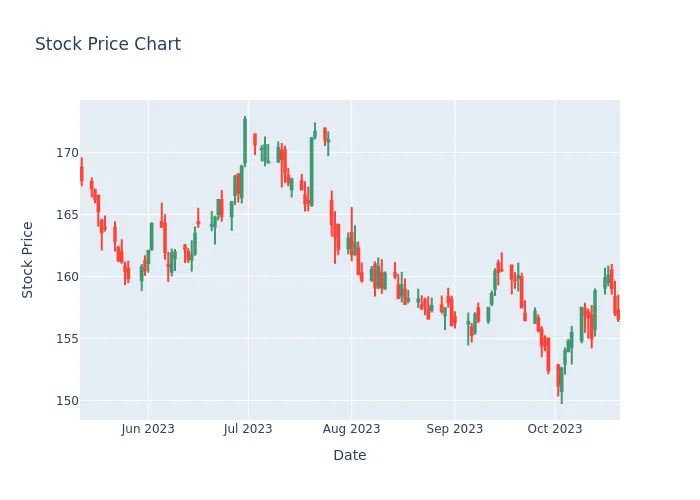 Stock Price Chart
170
165
160
155
150
Stock Price
Jun 2023
Jul 2023
Aug 2023
Sep 2023
Oct 2023
Date